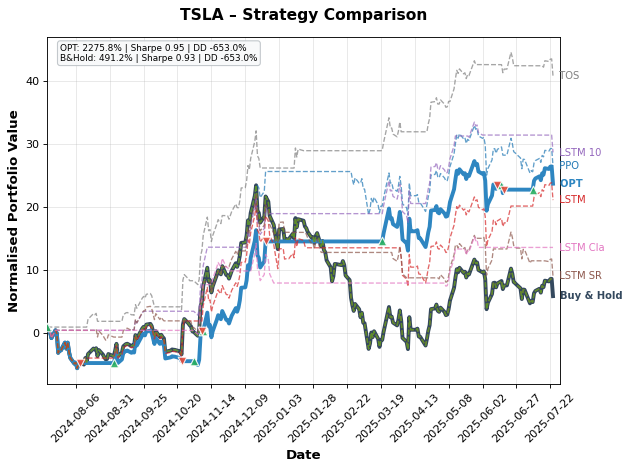 TSLA – Strategy Comparison
OPT: 2275.8% | Sharpe 0.95 | DD -653.0%
B&Hold: 491.2% | Sharpe 0.93 | DD -653.0%
Normalised Portfolio Value
40
30
20
10
0
TOS
LSTM 10
PPO
OPT
LSTM
LSTM Cla
LSTM SR
Buy & Hold
2024-08-06
2024-08-31
2024-09-25
2024-10-20
2024-11-14
2024-12-09
2025-01-03
2025-01-28
2025-02-22
2025-03-19
2025-04-13
2025-05-08
2025-06-02
2025-06-27
2025-07-22
Date